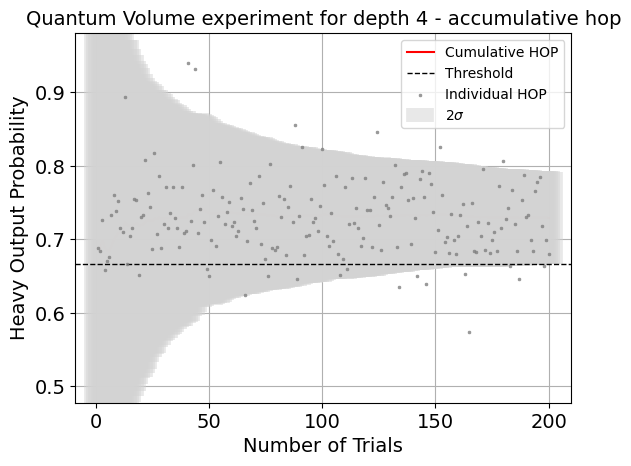 Quantum Volume experiment for depth 4 - accumulative hop
Heavy Output Probability
0.9
0.8
0.7
0.6
0.5
Cumulative HOP
Threshold
Individual HOP
2σ
0 50 100 150 200
Number of Trials